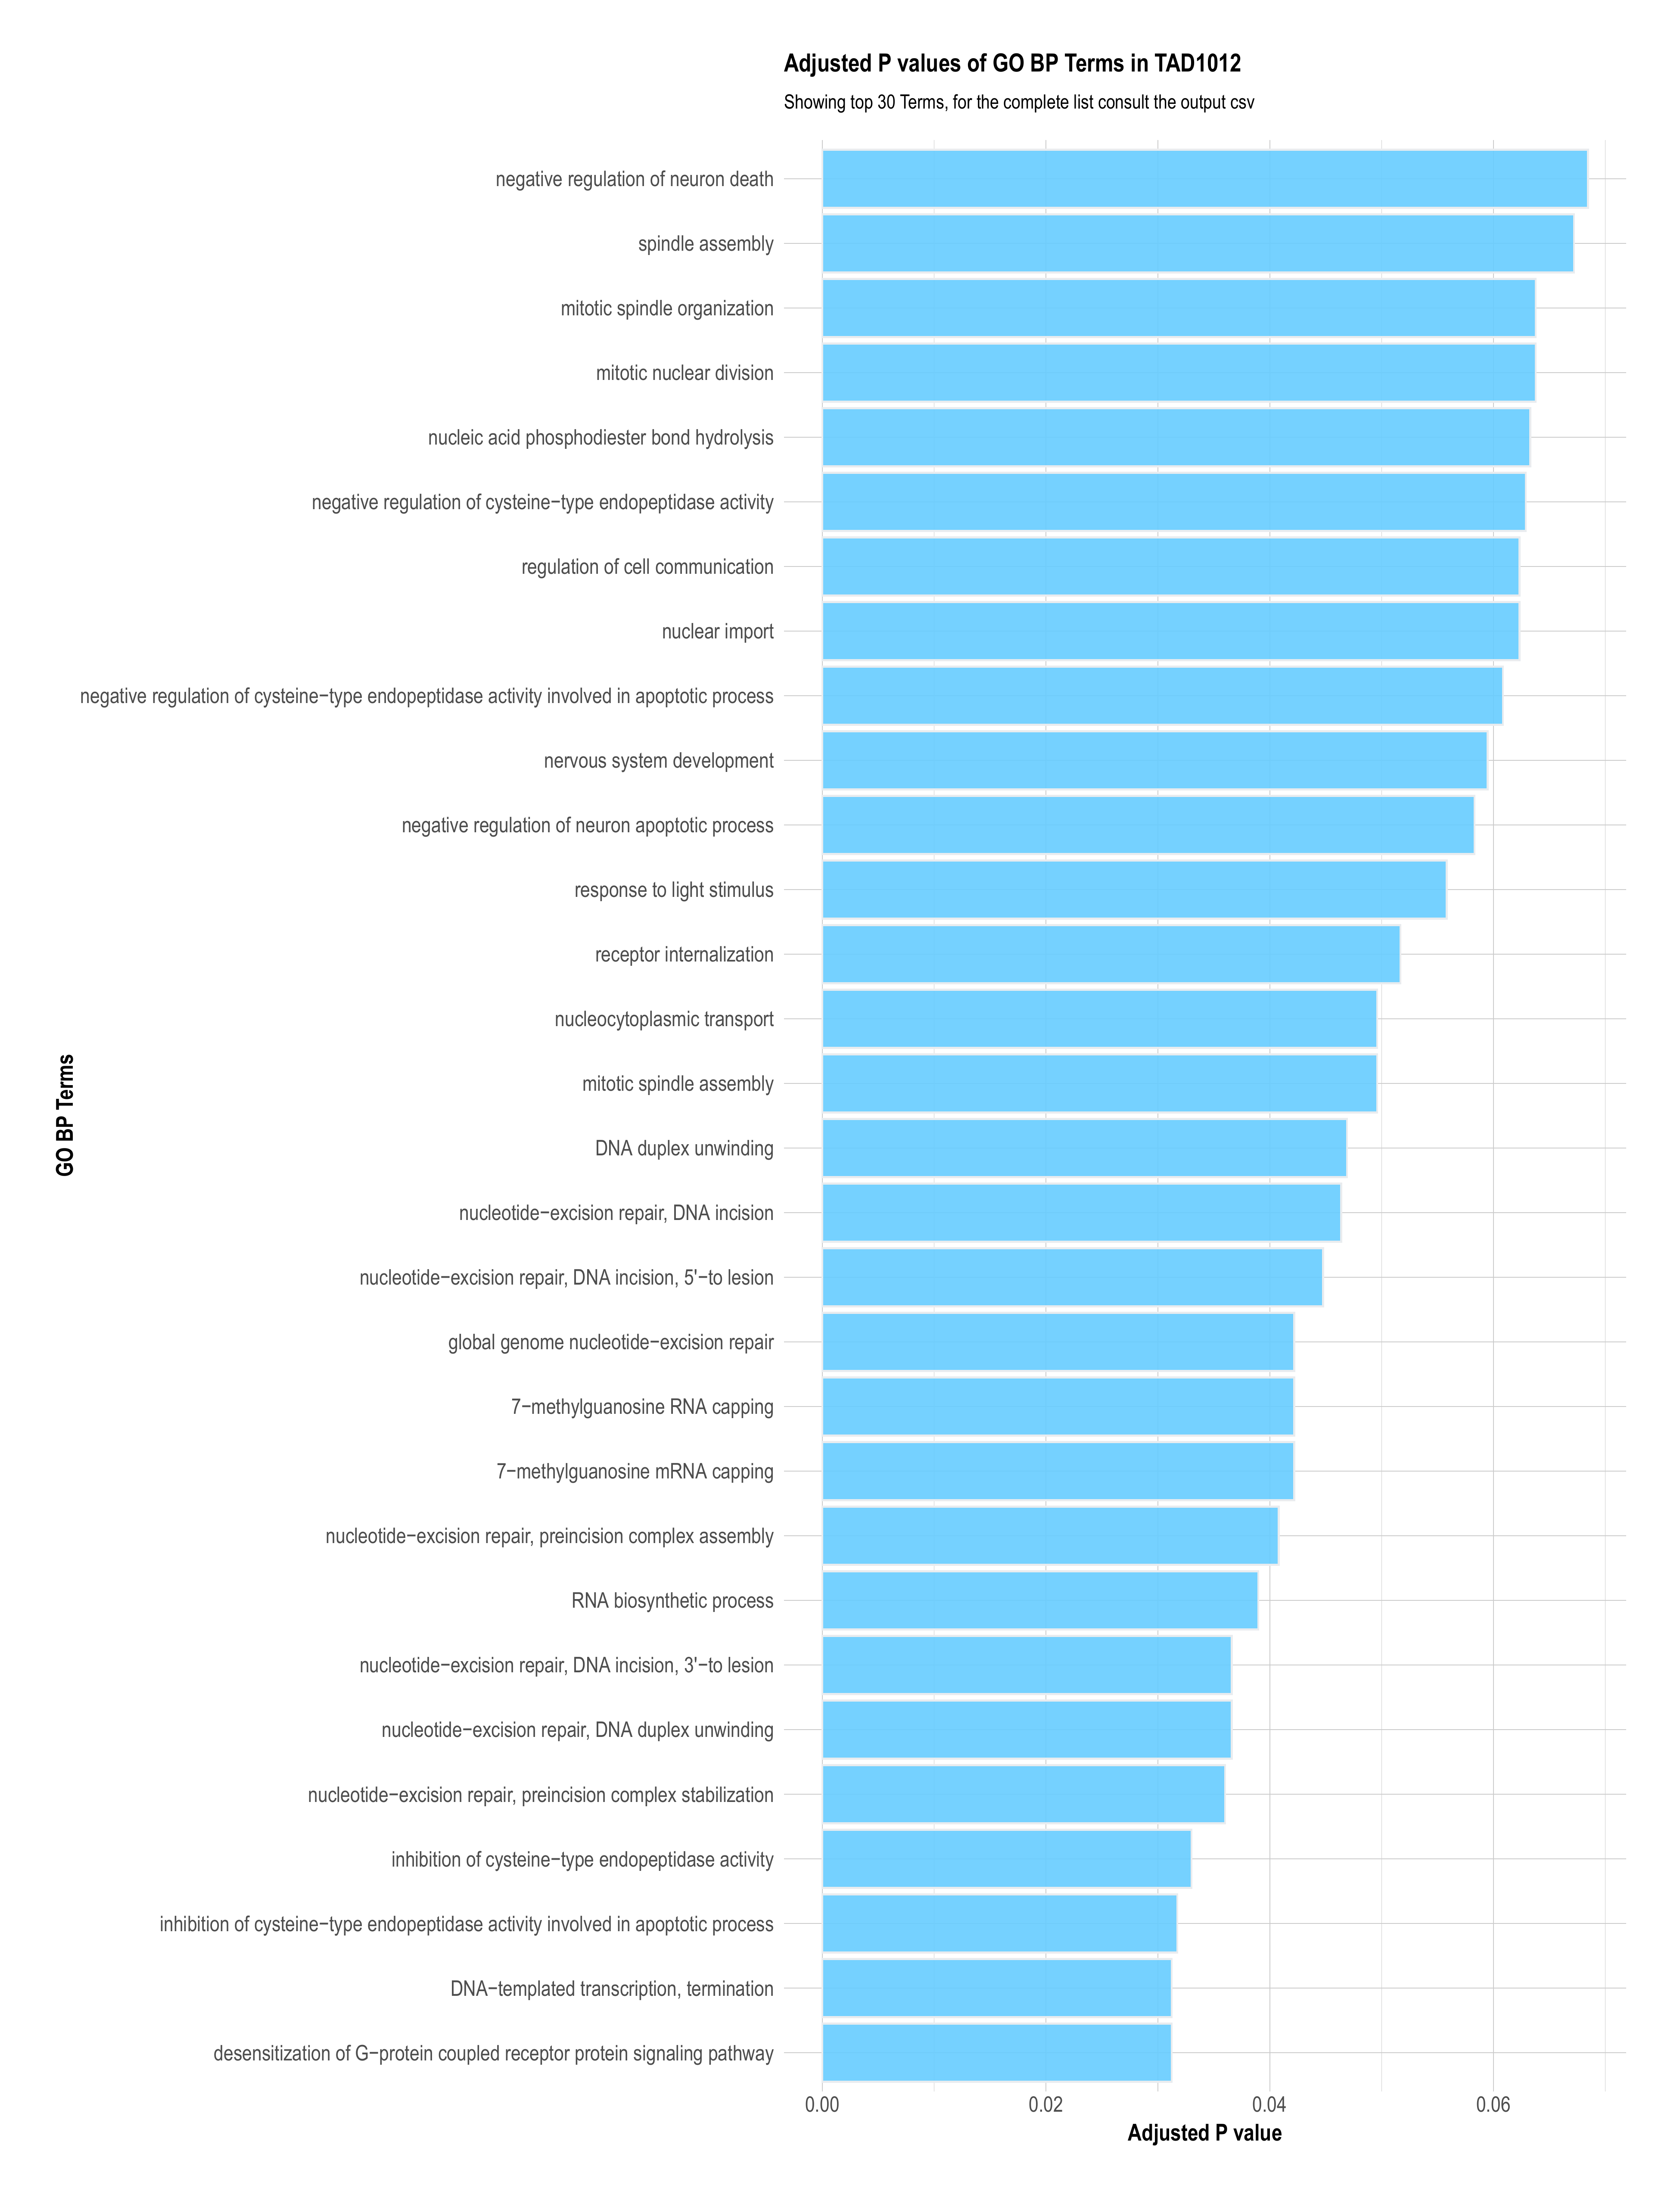 Adjusted P values of GO BP Terms in TAD1012
Showing top 30 Terms, for the complete list consult the output csv
negative regulation of neuron death
spindle assembly
mitotic spindle organization
mitotic nuclear division
nucleic acid phosphodiester bond hydrolysis
negative regulation of cysteine−type endopeptidase activity
regulation of cell communication
nuclear import
negative regulation of cysteine−type endopeptidase activity involved in apoptotic process
nervous system development
negative regulation of neuron apoptotic process
response to light stimulus
receptor internalization
nucleocytoplasmic transport
mitotic spindle assembly
DNA duplex unwinding
nucleotide−excision repair, DNA incision
nucleotide−excision repair, DNA incision, 5'−to lesion
global genome nucleotide−excision repair
7−methylguanosine RNA capping
7−methylguanosine mRNA capping
nucleotide−excision repair, preincision complex assembly
RNA biosynthetic process
nucleotide−excision repair, DNA incision, 3'−to lesion
nucleotide−excision repair, DNA duplex unwinding
nucleotide−excision repair, preincision complex stabilization
inhibition of cysteine−type endopeptidase activity
inhibition of cysteine−type endopeptidase activity involved in apoptotic process
DNA−templated transcription, termination
desensitization of G−protein coupled receptor protein signaling pathway
GO BP Terms
0.00 0.02 0.04 0.06
Adjusted P value